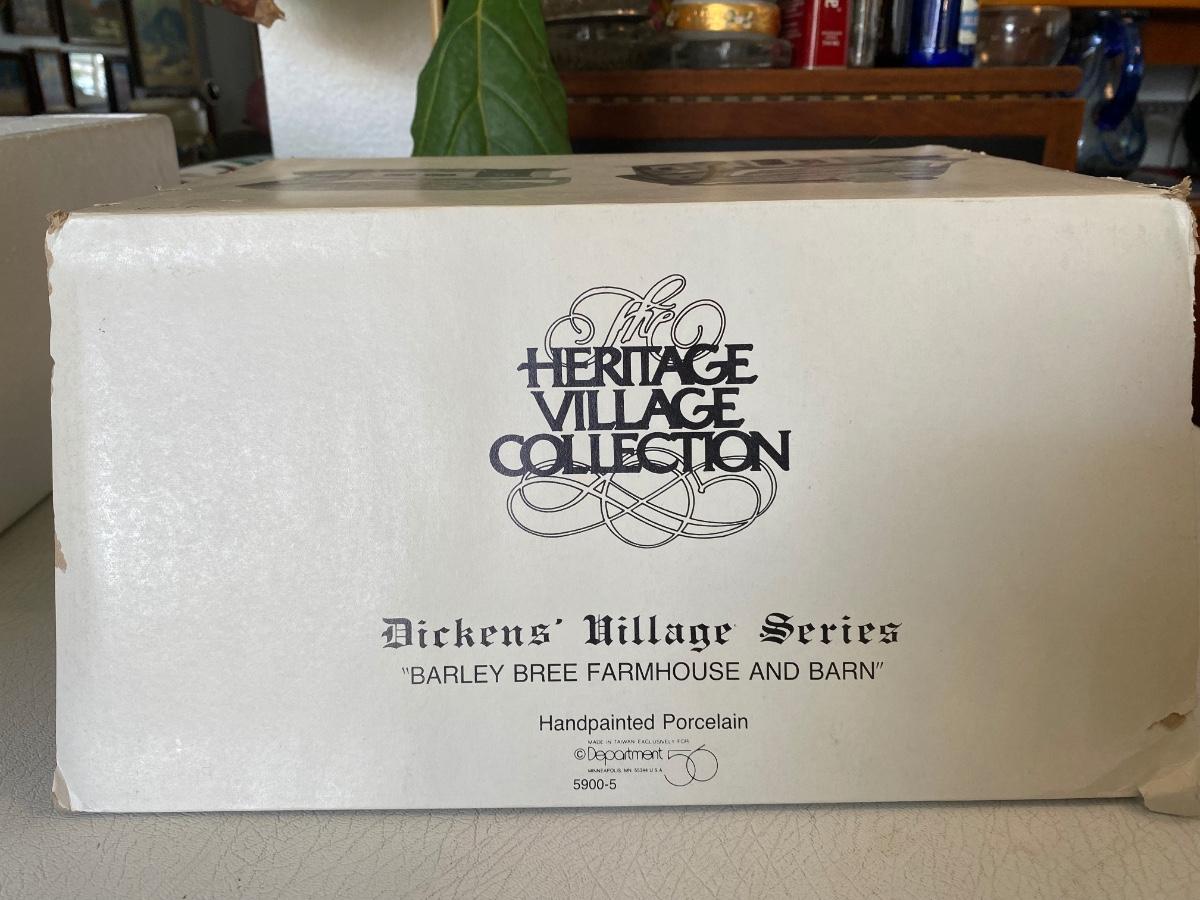 The
HERITAGE
VILLAGE
COLLECTION
Dickens' Village Series
"BARLEY BREE FARMHOUSE AND BARN"
Handpainted Porcelain
MADE IN TAIWAN EXCLUSIVELY FOR
© Department 56
MINNEAPOLIS, MN 55344 U.S.A.
5900-5